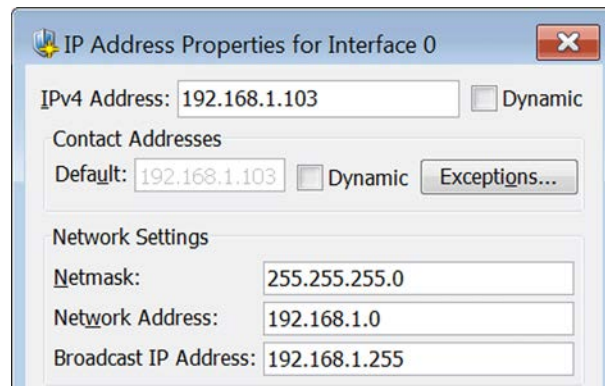 IP Address Properties for Interface 0
IPv4 Address: 192.168.1.103 Dynamic
Contact Addresses
Default: 192.168.1.103 Dynamic Exceptions...
Network Settings
Netmask: 255.255.255.0
Network Address: 192.168.1.0
Broadcast IP Address: 192.168.1.255